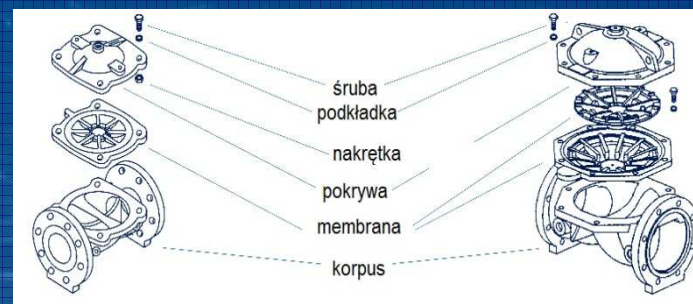 śruba
podkładka
nakrętka
pokrywa
membrana
korpus